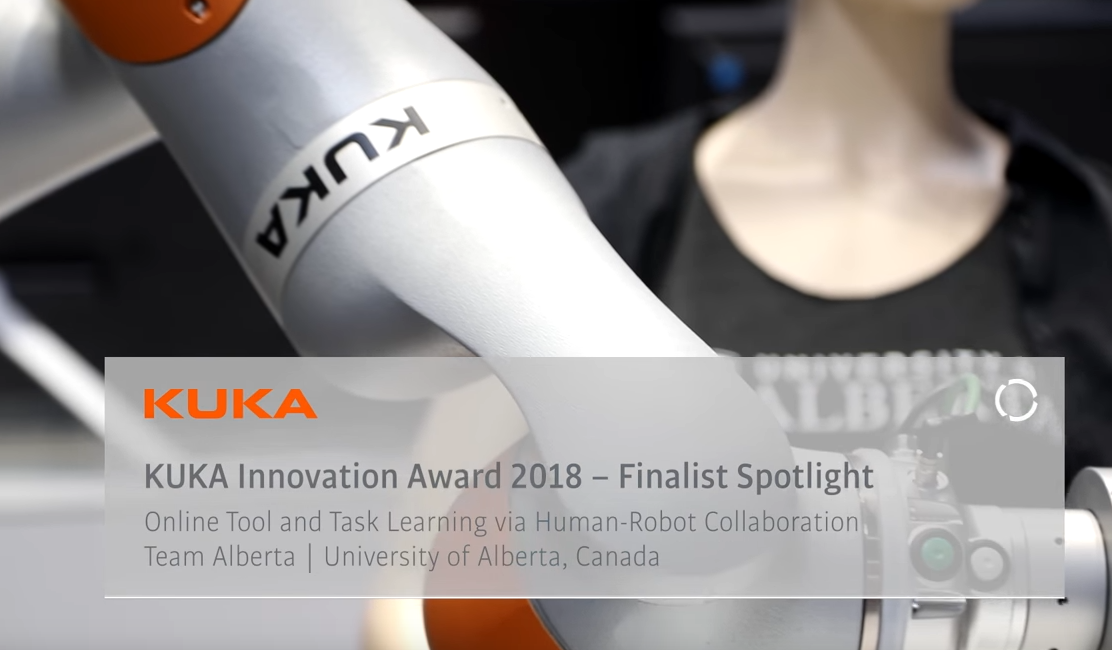 KUKA
UNIVERSITY
KUKA
KUKA Innovation Award 2018 – Finalist Spotlight
Online Tool and Task Learning via Human-Robot Collaboration
Team Alberta | University of Alberta, Canada